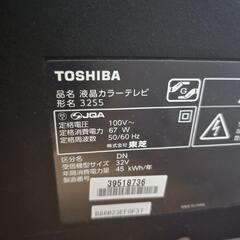 TOSHIBA
品名 液晶カラーテレビ
形名 32S5
JQA
定格電圧: 100V~
定格消費電力: 67 W
定格周波数: 50/60 Hz
株式会社 東芝
区分名: DN
受信機型サイズ: 32V
年間消費電力量: 45 kWh/年
39518736